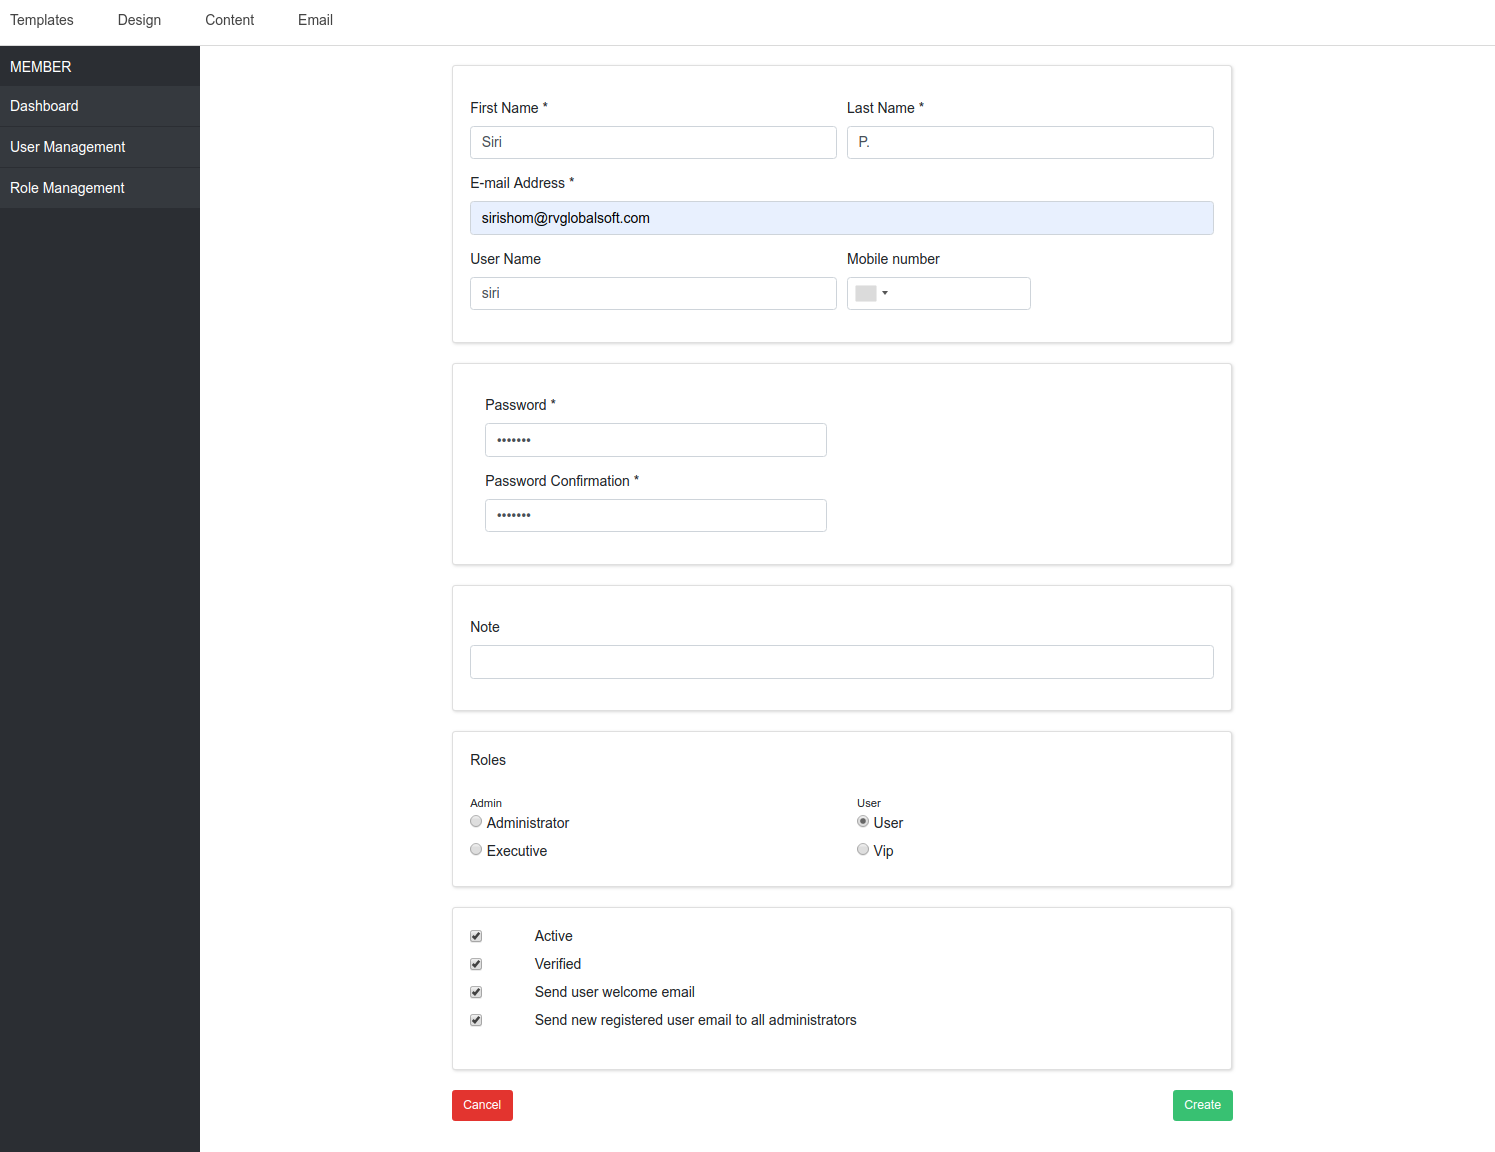 Templates Design Content Email
MEMBER
Dashboard
User Management
Role Management
First Name * Last Name *
Siri P.
E-mail Address *
sirishom@rvglobalsoft.com
User Name Mobile number
siri
Password *
•••••••
Password Confirmation *
•••••••
Note
Roles
Admin User
Administrator User
Executive Vip
Active
Verified
Send user welcome email
Send new registered user email to all administrators
Cancel Create